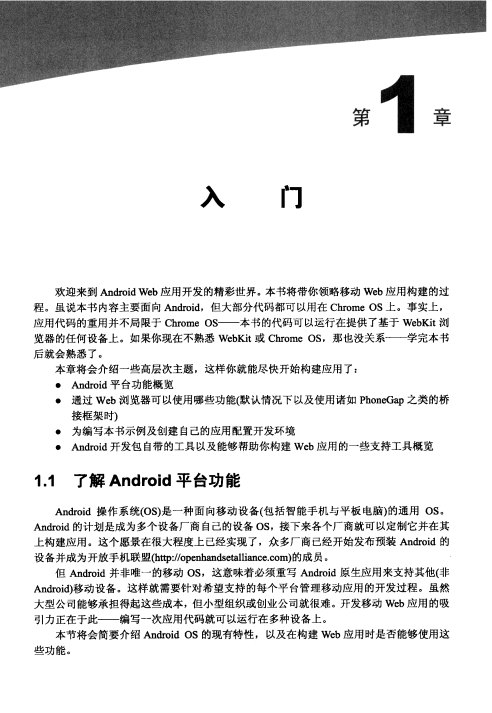 第1章
入 门
欢迎来到 Android Web 应用开发的精彩世界。本书将带你领略移动 Web 应用构建的过
程。虽说本书内容主要面向 Android，但大部分代码都可以用在 Chrome OS 上。事实上，
应用代码的重用并不局限于 Chrome OS——本书的代码可以运行在提供了基于 WebKit 浏
览器的任何设备上。如果你现在不熟悉 WebKit 或 Chrome OS，那也没关系——学完本书
后就会熟悉了。
本章将会介绍一些高层次主题，这样你就能尽快开始构建应用了：
● Android 平台功能概览
● 通过 Web 浏览器可以使用哪些功能(默认情况下以及使用诸如 PhoneGap 之类的桥
接框架时)
● 为编写本书示例及创建自己的应用配置开发环境
● Android 开发包自带的工具以及能够帮助你构建 Web 应用的一些支持工具概览
1.1 了解 Android 平台功能
Android 操作系统(OS)是一种面向移动设备(包括智能手机与平板电脑)的通用 OS。
Android 的计划是成为多个设备厂商自己的设备 OS，接下来各个厂商就可以定制它并在其
上构建应用。这个愿景在很大程度上已经实现了，众多厂商已经开始发布预装 Android 的
设备并成为开放手机联盟(http://openhandsetalliance.com)的成员。
但 Android 并非唯一的移动 OS，这意味着必须重写 Android 原生应用来支持其他(非
Android)移动设备。这样就需要针对希望支持的每个平台管理移动应用的开发过程。虽然
大型公司能够承担得起这些成本，但小型组织或创业公司就很难。开发移动 Web 应用的吸
引力正在于此——编写一次应用代码就可以运行在多种设备上。
本节将会简要介绍 Android OS 的现有特性，以及在构建 Web 应用时是否能够使用这
些功能。